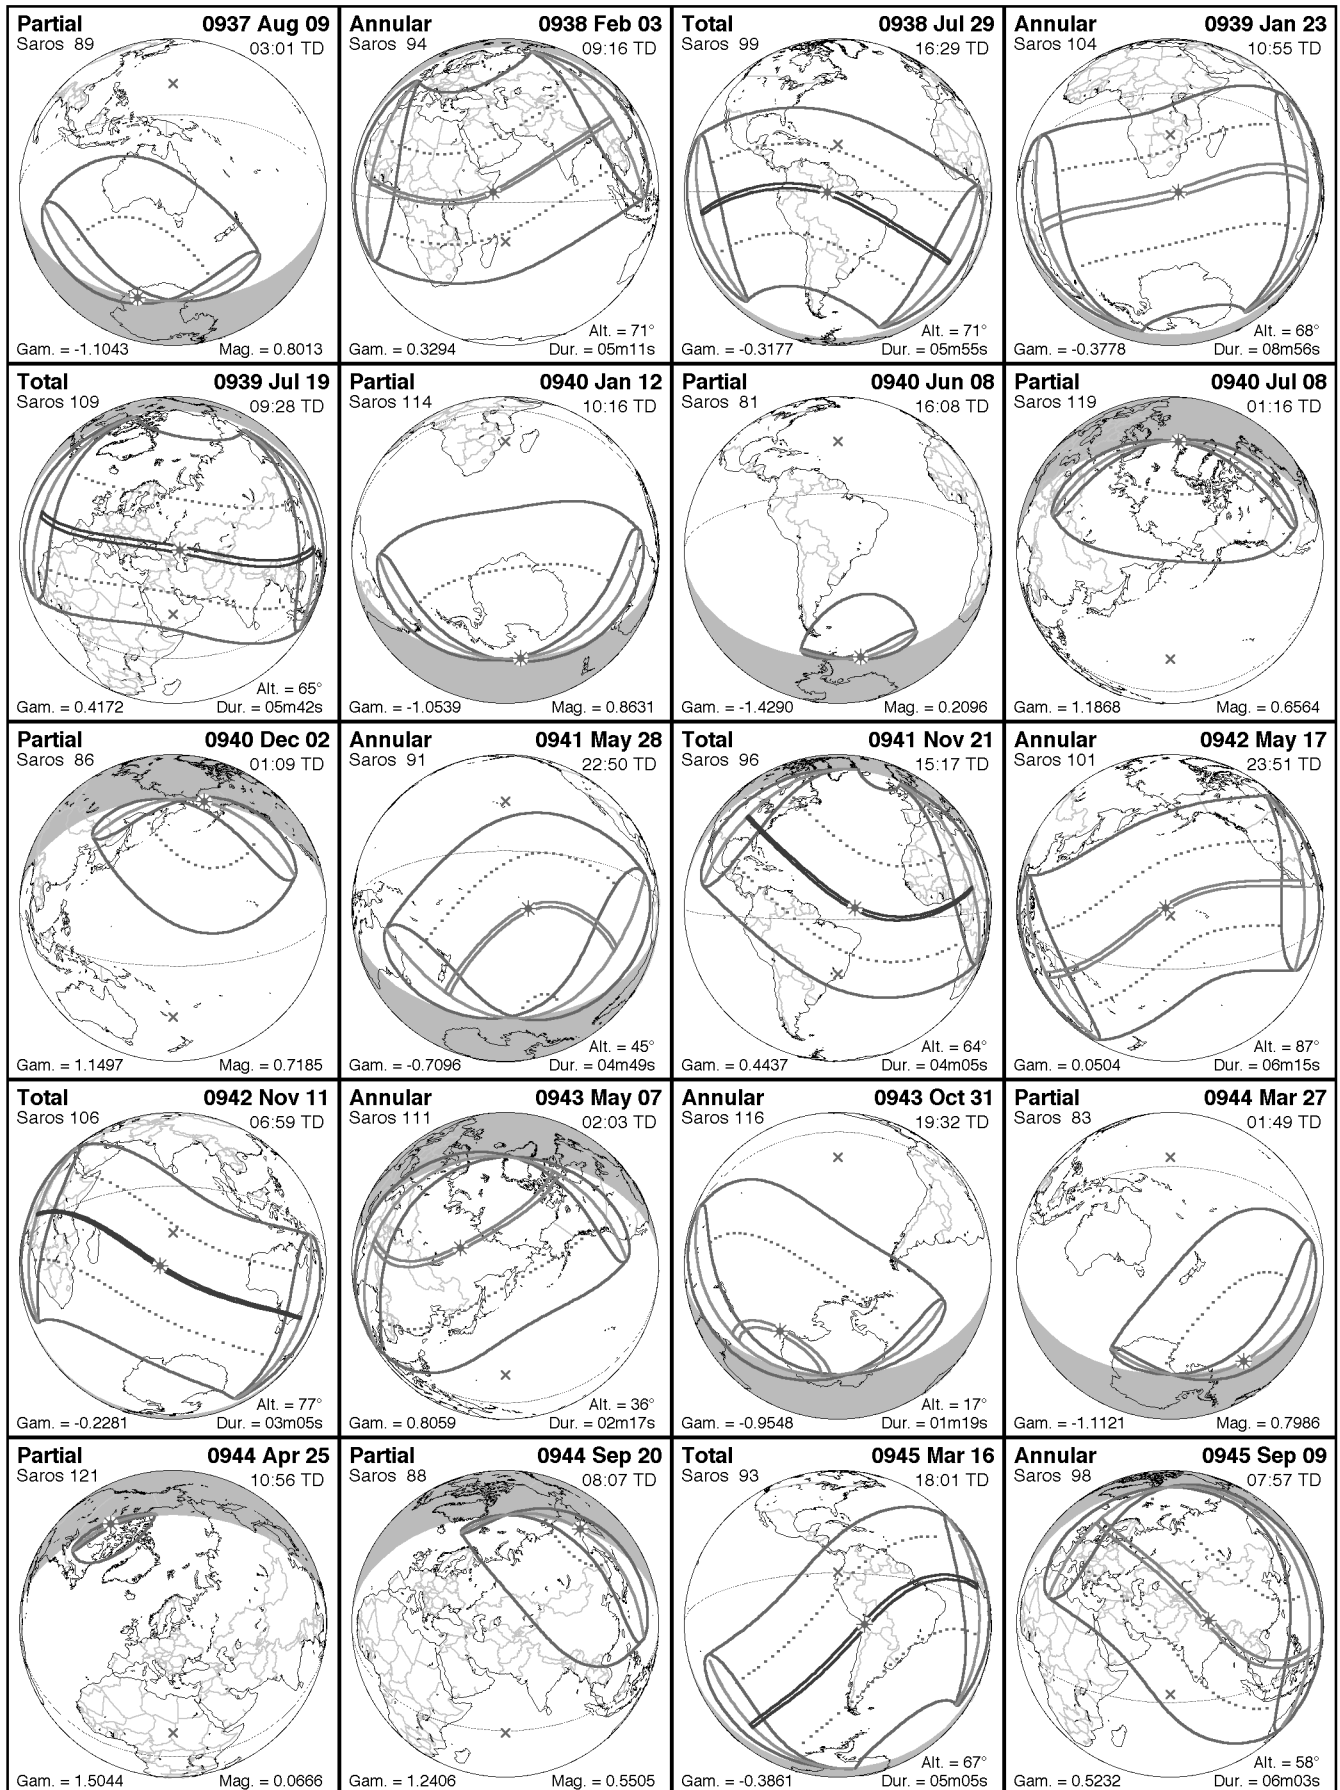 Partial 0937 Aug 09
Saros 89 03:01 TD
Gam. = -1.1043 Mag. = 0.8013
Annular 0938 Feb 03
Saros 94 09:16 TD
Alt. = 71°
Gam. = 0.3294 Dur. = 05m11s
Total 0938 Jul 29
Saros 99 16:29 TD
Alt. = 71°
Gam. = -0.3177 Dur. = 05m55s
Annular 0939 Jan 23
Saros 104 10:55 TD
Alt. = 68°
Gam. = -0.3778 Dur. = 08m56s
Total 0939 Jul 19
Saros 109 09:28 TD
Alt. = 65°
Gam. = 0.4172 Dur. = 05m42s
Partial 0940 Jan 12
Saros 114 10:16 TD
Gam. = -1.0539 Mag. = 0.8631
Partial 0940 Jun 08
Saros 81 16:08 TD
Gam. = -1.4290 Mag. = 0.2096
Partial 0940 Jul 08
Saros 119 01:16 TD
Gam. = 1.1868 Mag. = 0.6564
Partial 0940 Dec 02
Saros 86 01:09 TD
Gam. = 1.1497 Mag. = 0.7185
Annular 0941 May 28
Saros 91 22:50 TD
Alt. = 45°
Gam. = -0.7096 Dur. = 04m49s
Total 0941 Nov 21
Saros 96 15:17 TD
Alt. = 64°
Gam. = 0.4437 Dur. = 04m05s
Annular 0942 May 17
Saros 101 23:51 TD
Alt. = 87°
Gam. = 0.0504 Dur. = 06m15s
Total 0942 Nov 11
Saros 106 06:59 TD
Alt. = 77°
Gam. = -0.2281 Dur. = 03m05s
Annular 0943 May 07
Saros 111 02:03 TD
Alt. = 36°
Gam. = 0.8059 Dur. = 02m17s
Annular 0943 Oct 31
Saros 116 19:32 TD
Alt. = 17°
Gam. = -0.9548 Dur. = 01m19s
Partial 0944 Mar 27
Saros 83 01:49 TD
Gam. = -1.1121 Mag. = 0.7986
Partial 0944 Apr 25
Saros 121 10:56 TD
Gam. = 1.5044 Mag. = 0.0666
Partial 0944 Sep 20
Saros 88 08:07 TD
Gam. = 1.2406 Mag. = 0.5505
Total 0945 Mar 16
Saros 93 18:01 TD
Alt. = 67°
Gam. = -0.3861 Dur. = 05m05s
Annular 0945 Sep 09
Saros 98 07:57 TD
Alt. = 58°
Gam. = 0.5232 Dur. = 06m03s